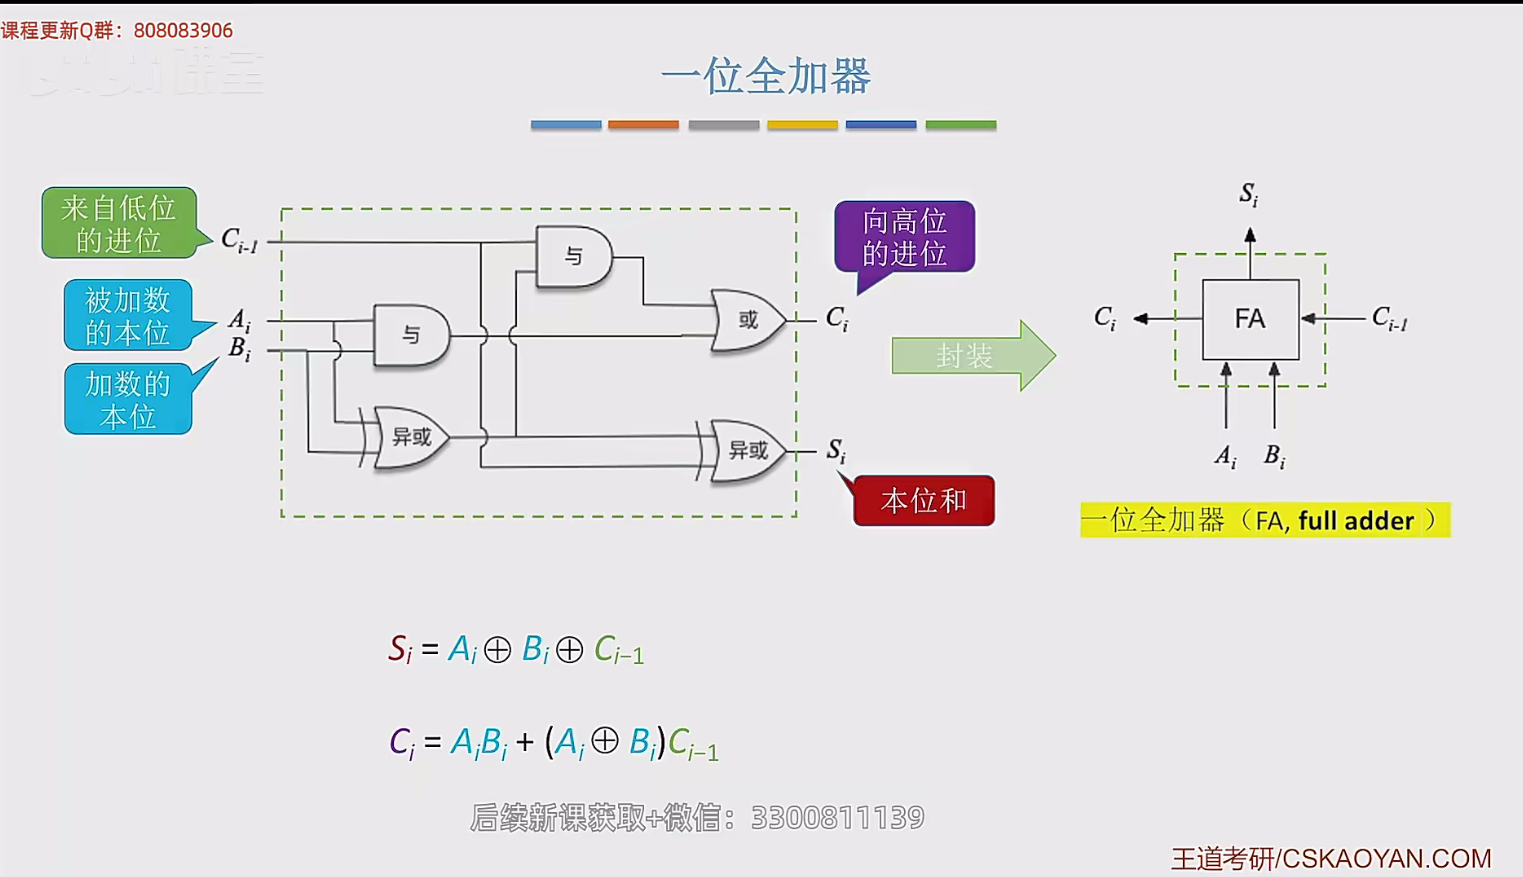 课程更新Q群：808083906
一位全加器
来自低位
的进位
C_{i-1}
被加数
的本位
A_i
B_i
加数的
本位
与
与
或
异或
异或
向高位
的进位
C_i
S_i
本位和
封装
S_i
C_i
FA
C_{i-1}
A_i B_i
一位全加器（FA, full adder ）
S_i = A_i ⊕ B_i ⊕ C_{i−1}
C_i = A_iB_i + (A_i ⊕ B_i)C_{i−1}
后续新课获取+微信：3300811139
王道考研/CSKAOYAN.COM